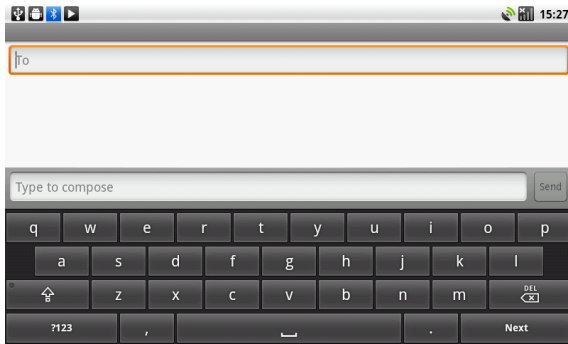 15:27
To
Type to compose
Send
q w e r t y u i o p
a s d f g h j k l
z x c v b n m DEL
?123 , . Next